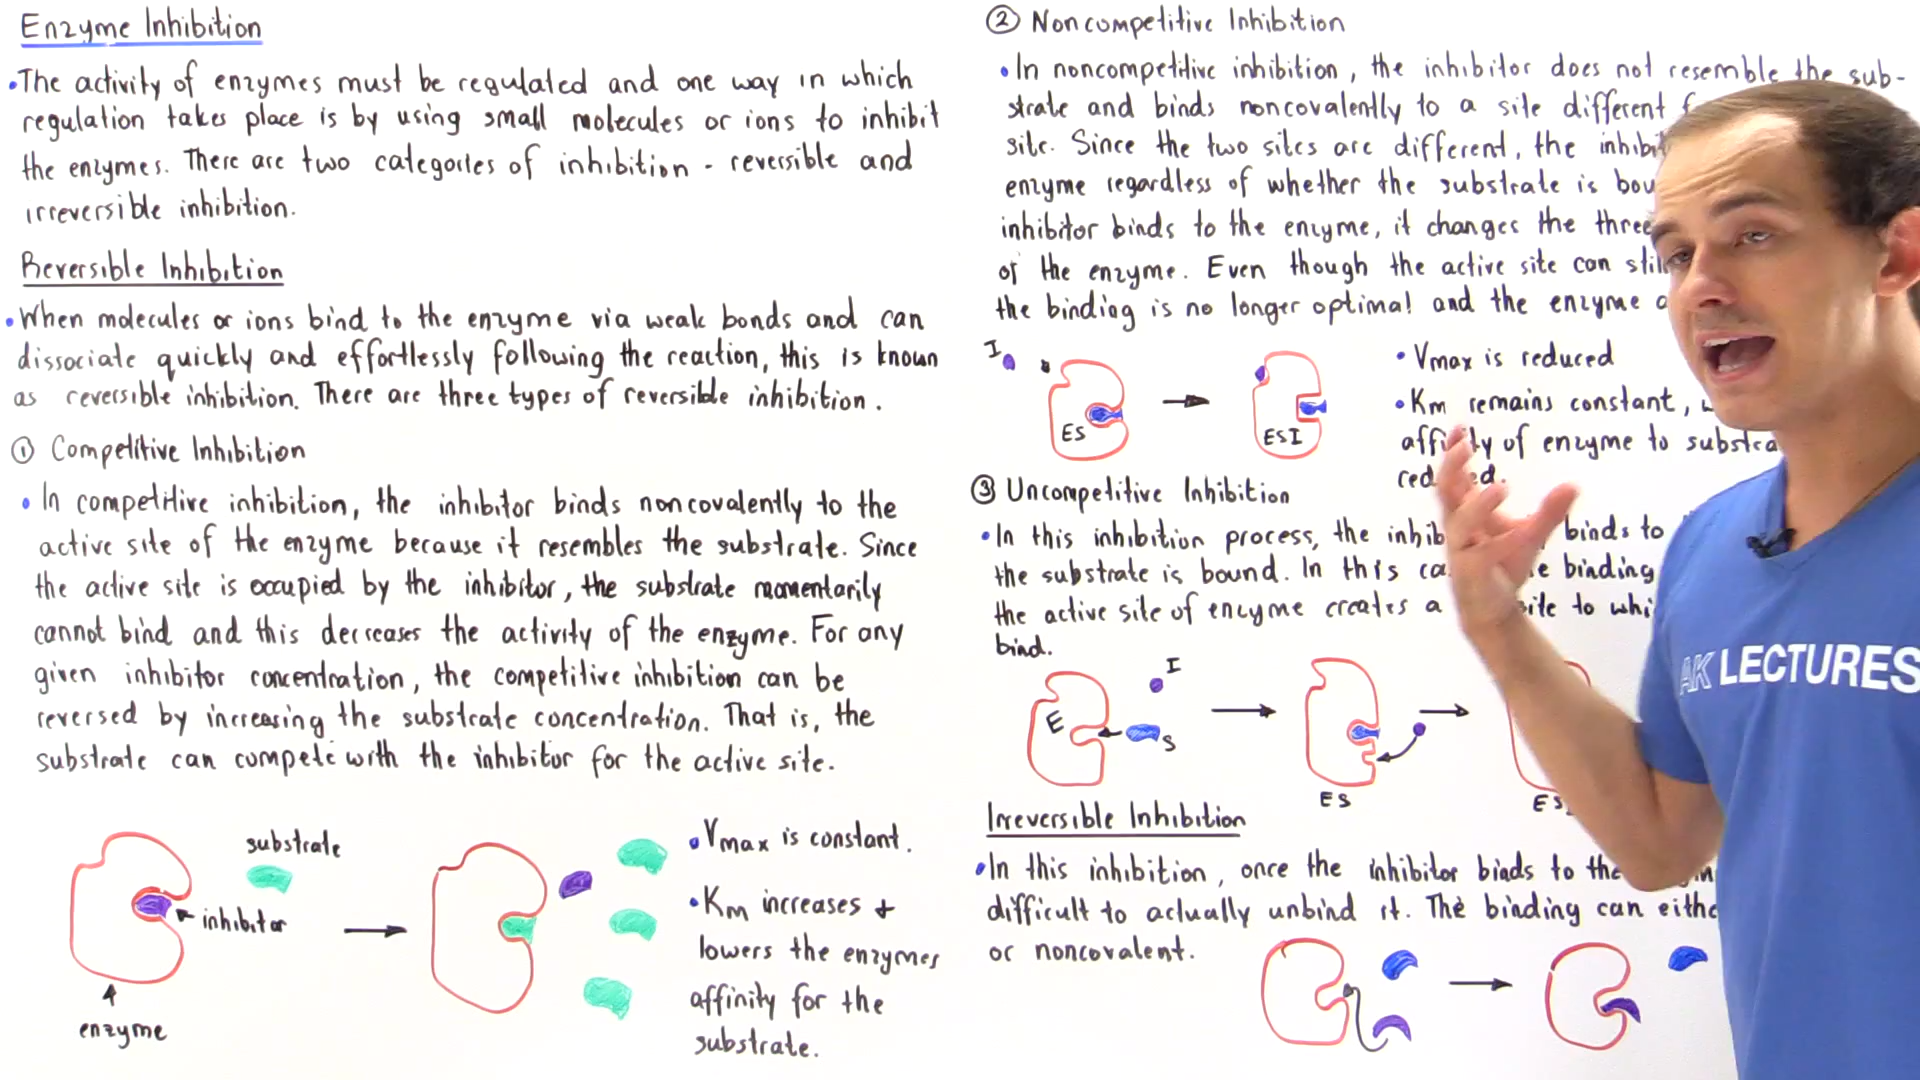 Enzyme Inhibition
•The activity of enzymes must be regulated and one way in which
regulation takes place is by using small molecules or ions to inhibit
the enzymes. There are two categories of inhibition - reversible and
irreversible inhibition.
Reversible Inhibition
•When molecules or ions bind to the enzyme via weak bonds and can
dissociate quickly and effortlessly following the reaction, this is known
as reversible inhibition. There are three types of reversible inhibition.
① Competitive Inhibition
• In competitive inhibition, the inhibitor binds noncovalently to the
active site of the enzyme because it resembles the substrate. Since
the active site is occupied by the inhibitor, the substrate momentarily
cannot bind and this decreases the activity of the enzyme. For any
given inhibitor concentration, the competitive inhibition can be
reversed by increasing the substrate concentration. That is, the
substrate can compete with the inhibitor for the active site.
substrate
inhibitor
enzyme
•Vmax is constant.
•Km increases +
lowers the enzymes
affinity for the
substrate.
② Noncompetitive Inhibition
•In noncompetitive inhibition, the inhibitor does not resemble the sub-
strate and binds noncovalently to a site different
site. Since the two sites are different, the
enzyme regardless of whether the substrate is
inhibitor binds to the enzyme, it changes the
of the enzyme. Even though the active site can
the binding is no longer optimal and the enzyme
I
ES
ESI
•Vmax is reduced
•Km remains constant,
of enzyme to
③ Uncompetitive Inhibition
•In this inhibition process, the binds to
the substrate is bound. In this binding
the active site of enzyme creates a to
bind.
E
I
S
ES
ES
Irreversible Inhibition
•In this inhibition, once the inhibitor binds to the
difficult to actually unbind it. The binding can
or noncovalent.
AK LECTURES